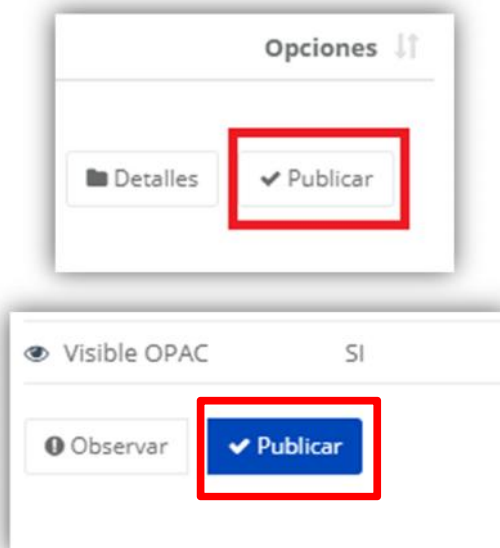 Opciones
Detalles Publicar
Visible OPAC SI
Observar Publicar